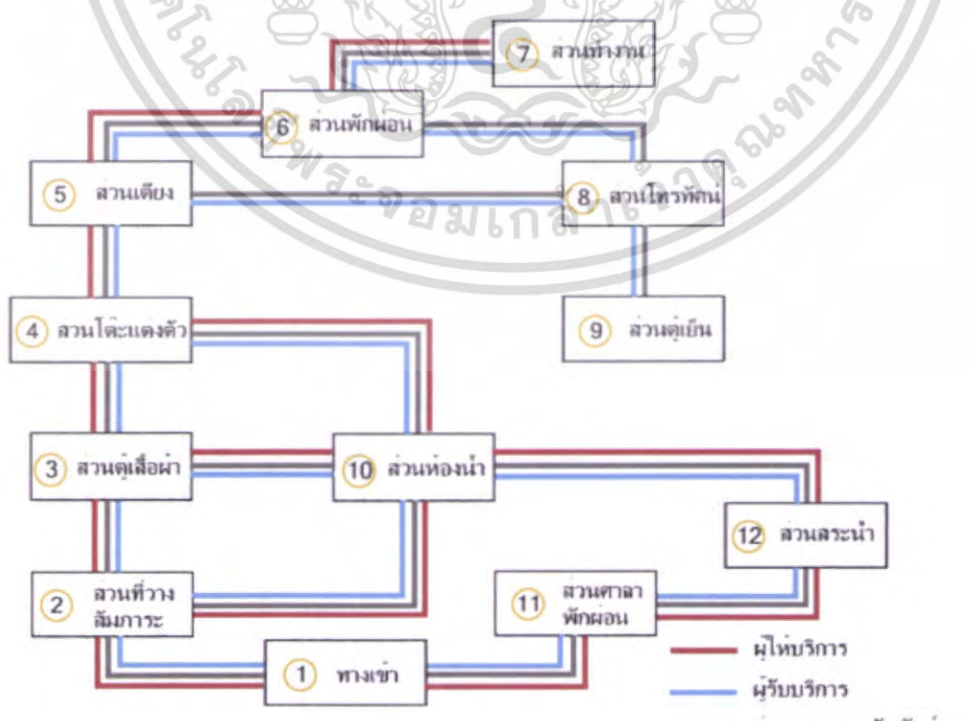 7 ส่วนทำงาน
6 ส่วนพักผ่อน
5 ส่วนเตียง
8 ส่วนโทรทัศน์
4 ส่วนโต๊ะแต่งตัว
9 ส่วนตู้เย็น
3 ส่วนตู้เสื้อผ้า
10 ส่วนห้องน้ำ
12 ส่วนสระน้ำ
2 ส่วนที่วาง
สัมภาระ
11 ส่วนศาลา
พักผ่อน
1 ทางเข้า
ผู้ให้บริการ
ผู้รับบริการ